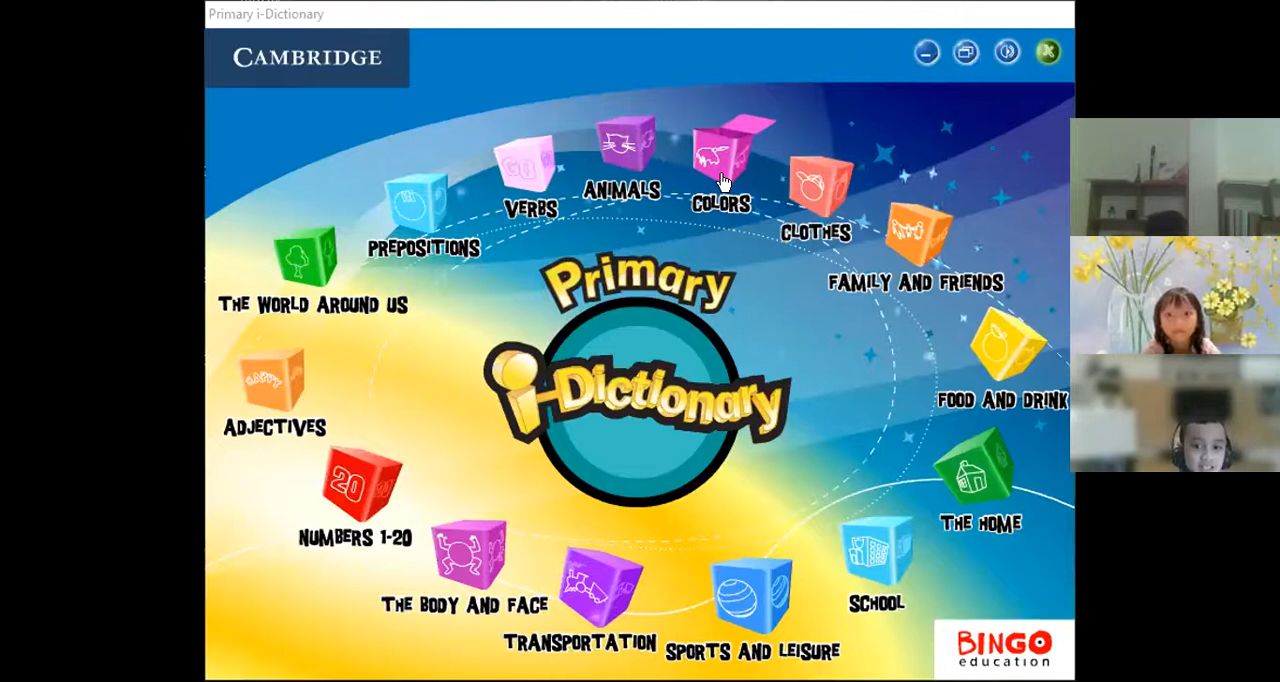 Primary i-Dictionary
CAMBRIDGE
ANIMALS
COLORS
VERBS
GO
CLOTHES
PREPOSITIONS
FAMILY AND FRIENDS
THE WORLD AROUND US
Primary
i-Dictionary
HAPPY
ADJECTIVES
FOOD AND DRINK
20
NUMBERS 1-20
THE HOME
THE BODY AND FACE
SCHOOL
TRANSPORTATION
SPORTS AND LEISURE
BINGO
education